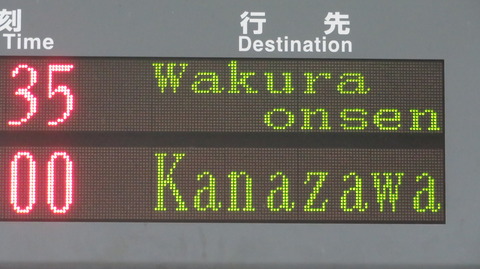 刻 行先
Time Destination
35 Wakura
onsen
00 Kanazawa